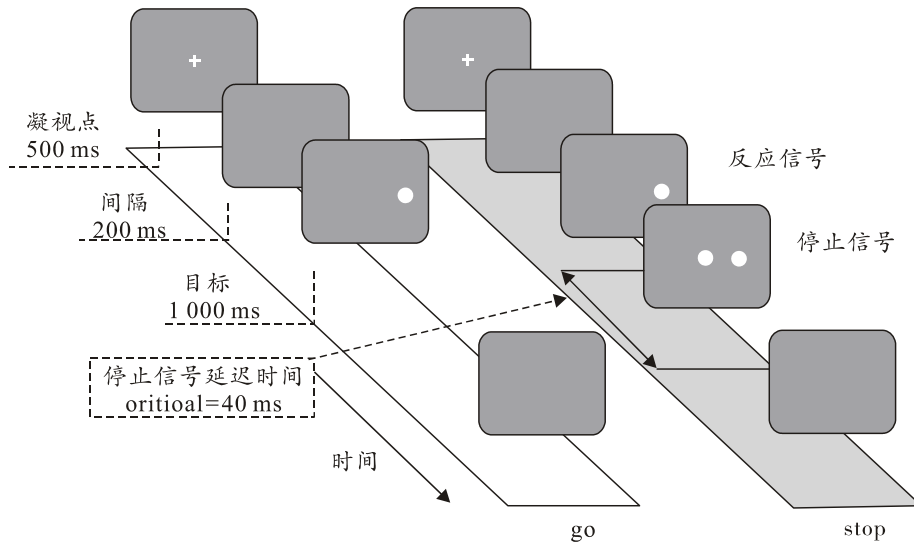 凝视点
500 ms
间隔
200 ms
目标
1 000 ms
停止信号延迟时间
oritioal=40 ms
时间
反应信号
停止信号
go
stop